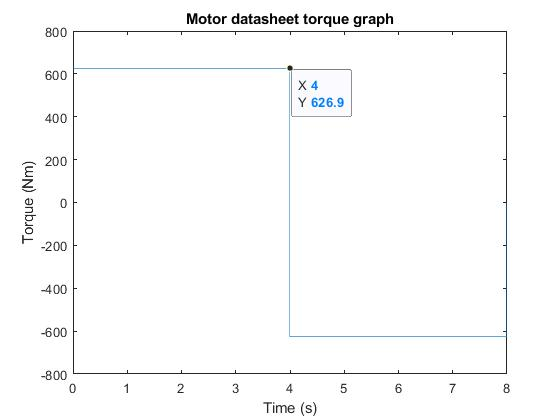 Motor datasheet torque graph
800
600
400
200
0
-200
-400
-600
-800
Torque (Nm)
X 4
Y 626.9
0 1 2 3 4 5 6 7 8
Time (s)